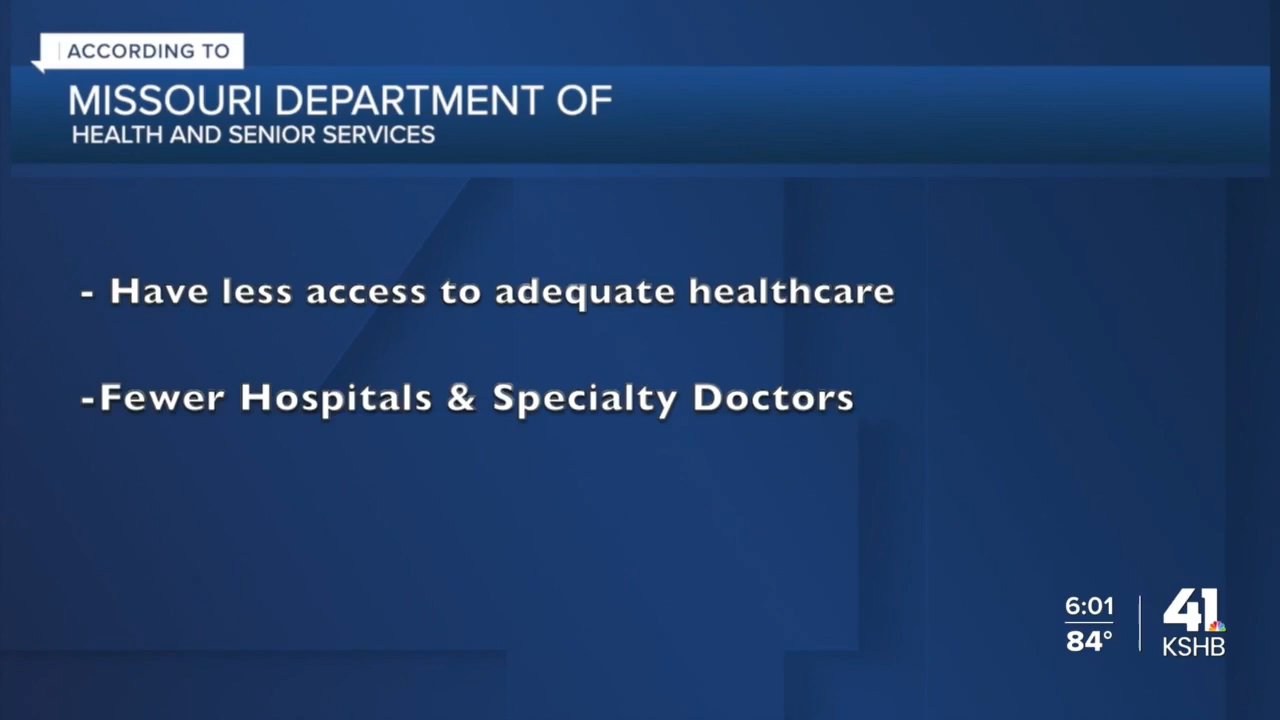 ACCORDING TO
MISSOURI DEPARTMENT OF
HEALTH AND SENIOR SERVICES
- Have less access to adequate healthcare
-Fewer Hospitals & Specialty Doctors
6:01
84°
41
KSHB